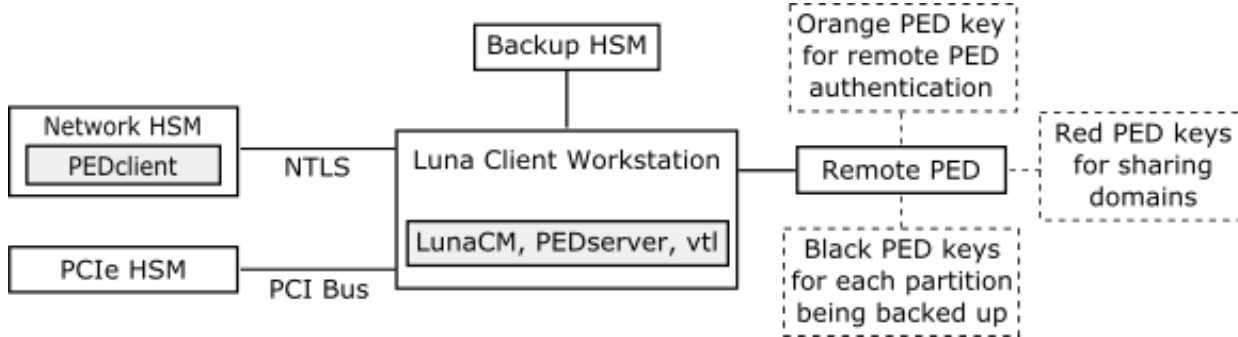 Backup HSM
Orange PED key
for remote PED
authentication
Network HSM
PEDclient
NTLS
Luna Client Workstation
LunaCM, PEDserver, vtl
Remote PED
Red PED keys
for sharing
domains
PCIe HSM
PCI Bus
Black PED keys
for each partition
being backed up